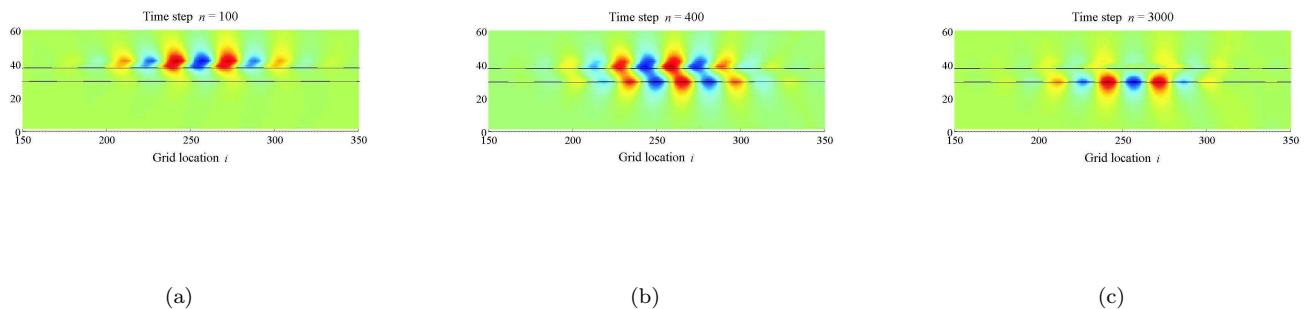 Time step n = 100
60
40
20
0
150 200 250 300 350
Grid location i
(a)
Time step n = 400
60
40
20
0
150 200 250 300 350
Grid location i
(b)
Time step n = 3000
60
40
20
0
150 200 250 300 350
Grid location i
(c)